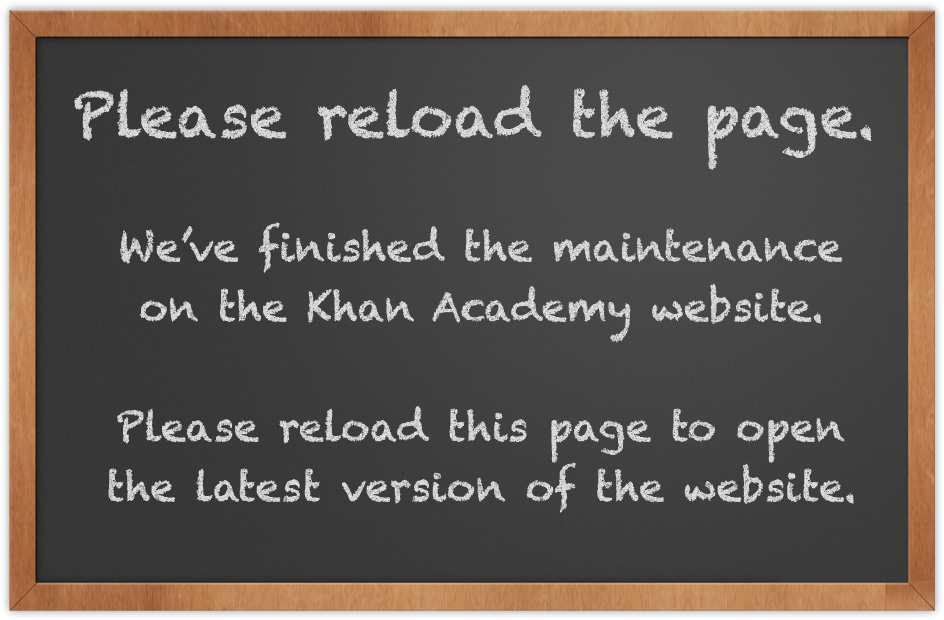 Please reload the page.
We've finished the maintenance
on the Khan Academy website.
Please reload this page to open
the latest version of the website.